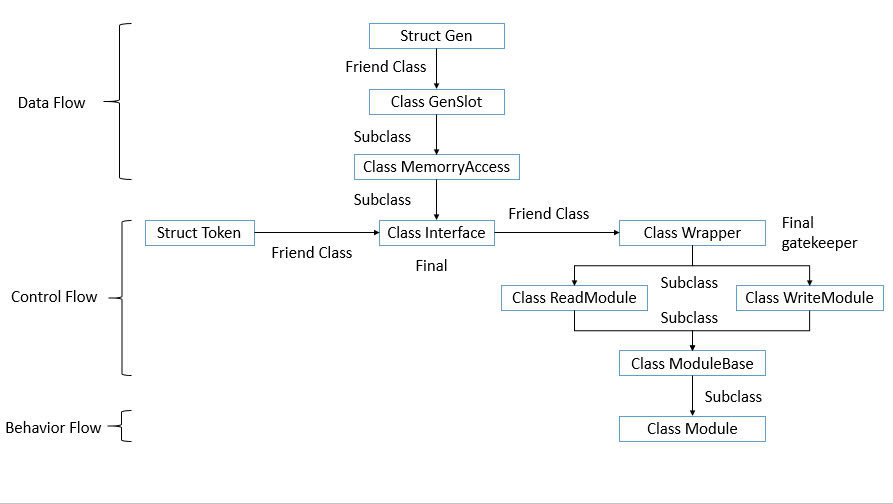 Struct Gen
Friend Class
Data Flow
Class GenSlot
Subclass
Class MemorryAccess
Subclass
Struct Token
Friend Class
Class Interface
Final
Friend Class
Class Wrapper
Final
gatekeeper
Control Flow
Subclass
Class ReadModule
Class WriteModule
Subclass
Class ModuleBase
Subclass
Behavior Flow
Class Module